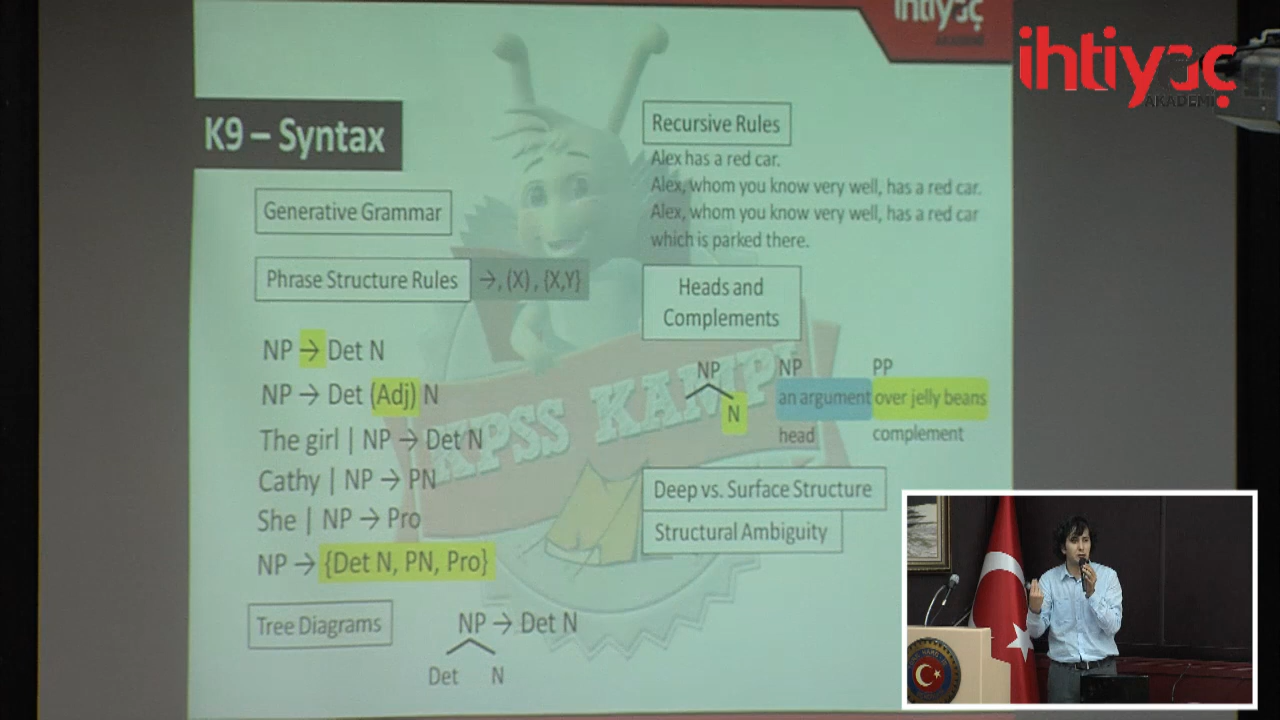 ihtiyaç
AKADEMİ
ihtiyaç
AKADEMİ
K9 – Syntax
Generative Grammar
Phrase Structure Rules →, (X) , {X,Y}
NP → Det N
NP → Det (Adj) N
The girl | NP → Det N
Cathy | NP → PN
She | NP → Pro
NP → {Det N, PN, Pro}
Tree Diagrams
NP → Det N
Det N
Recursive Rules
Alex has a red car.
Alex, whom you know very well, has a red car.
Alex, whom you know very well, has a red car
which is parked there.
Heads and
Complements
NP
N
NP PP
an argument over jelly beans
head complement
Deep vs. Surface Structure
Structural Ambiguity
KPSS KAMPI